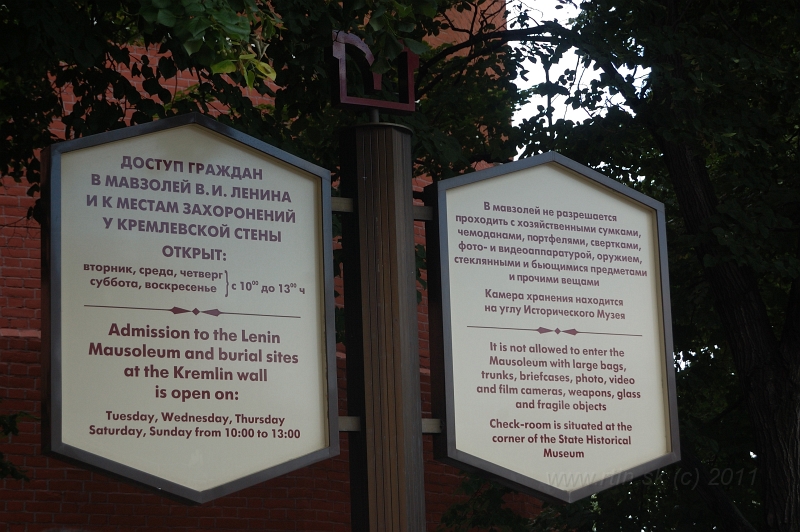 ДОСТУП ГРАЖДАН
В МАВЗОЛЕЙ В. И. ЛЕНИНА
И К МЕСТАМ ЗАХОРОНЕНИЙ
У КРЕМЛЕВСКОЙ СТЕНЫ
ОТКРЫТ:
вторник, среда, четверг
суббота, воскресенье } с 10⁰⁰ до 13⁰⁰ ч
Admission to the Lenin
Mausoleum and burial sites
at the Kremlin wall
is open on:
Tuesday, Wednesday, Thursday
Saturday, Sunday from 10:00 to 13:00
В мавзолей не разрешается
проходить с хозяйственными сумками,
чемоданами, портфелями, свертками,
фото- и видеоаппаратурой, оружием,
стеклянными и бьющимися предметами
и прочими вещами
Камера хранения находится
на углу Исторического Музея
It is not allowed to enter the
Mausoleum with large bags,
trunks, briefcases, photo, video
and film cameras, weapons, glass
and fragile objects
Check-room is situated at the
corner of the State Historical
Museum
(c) 2011